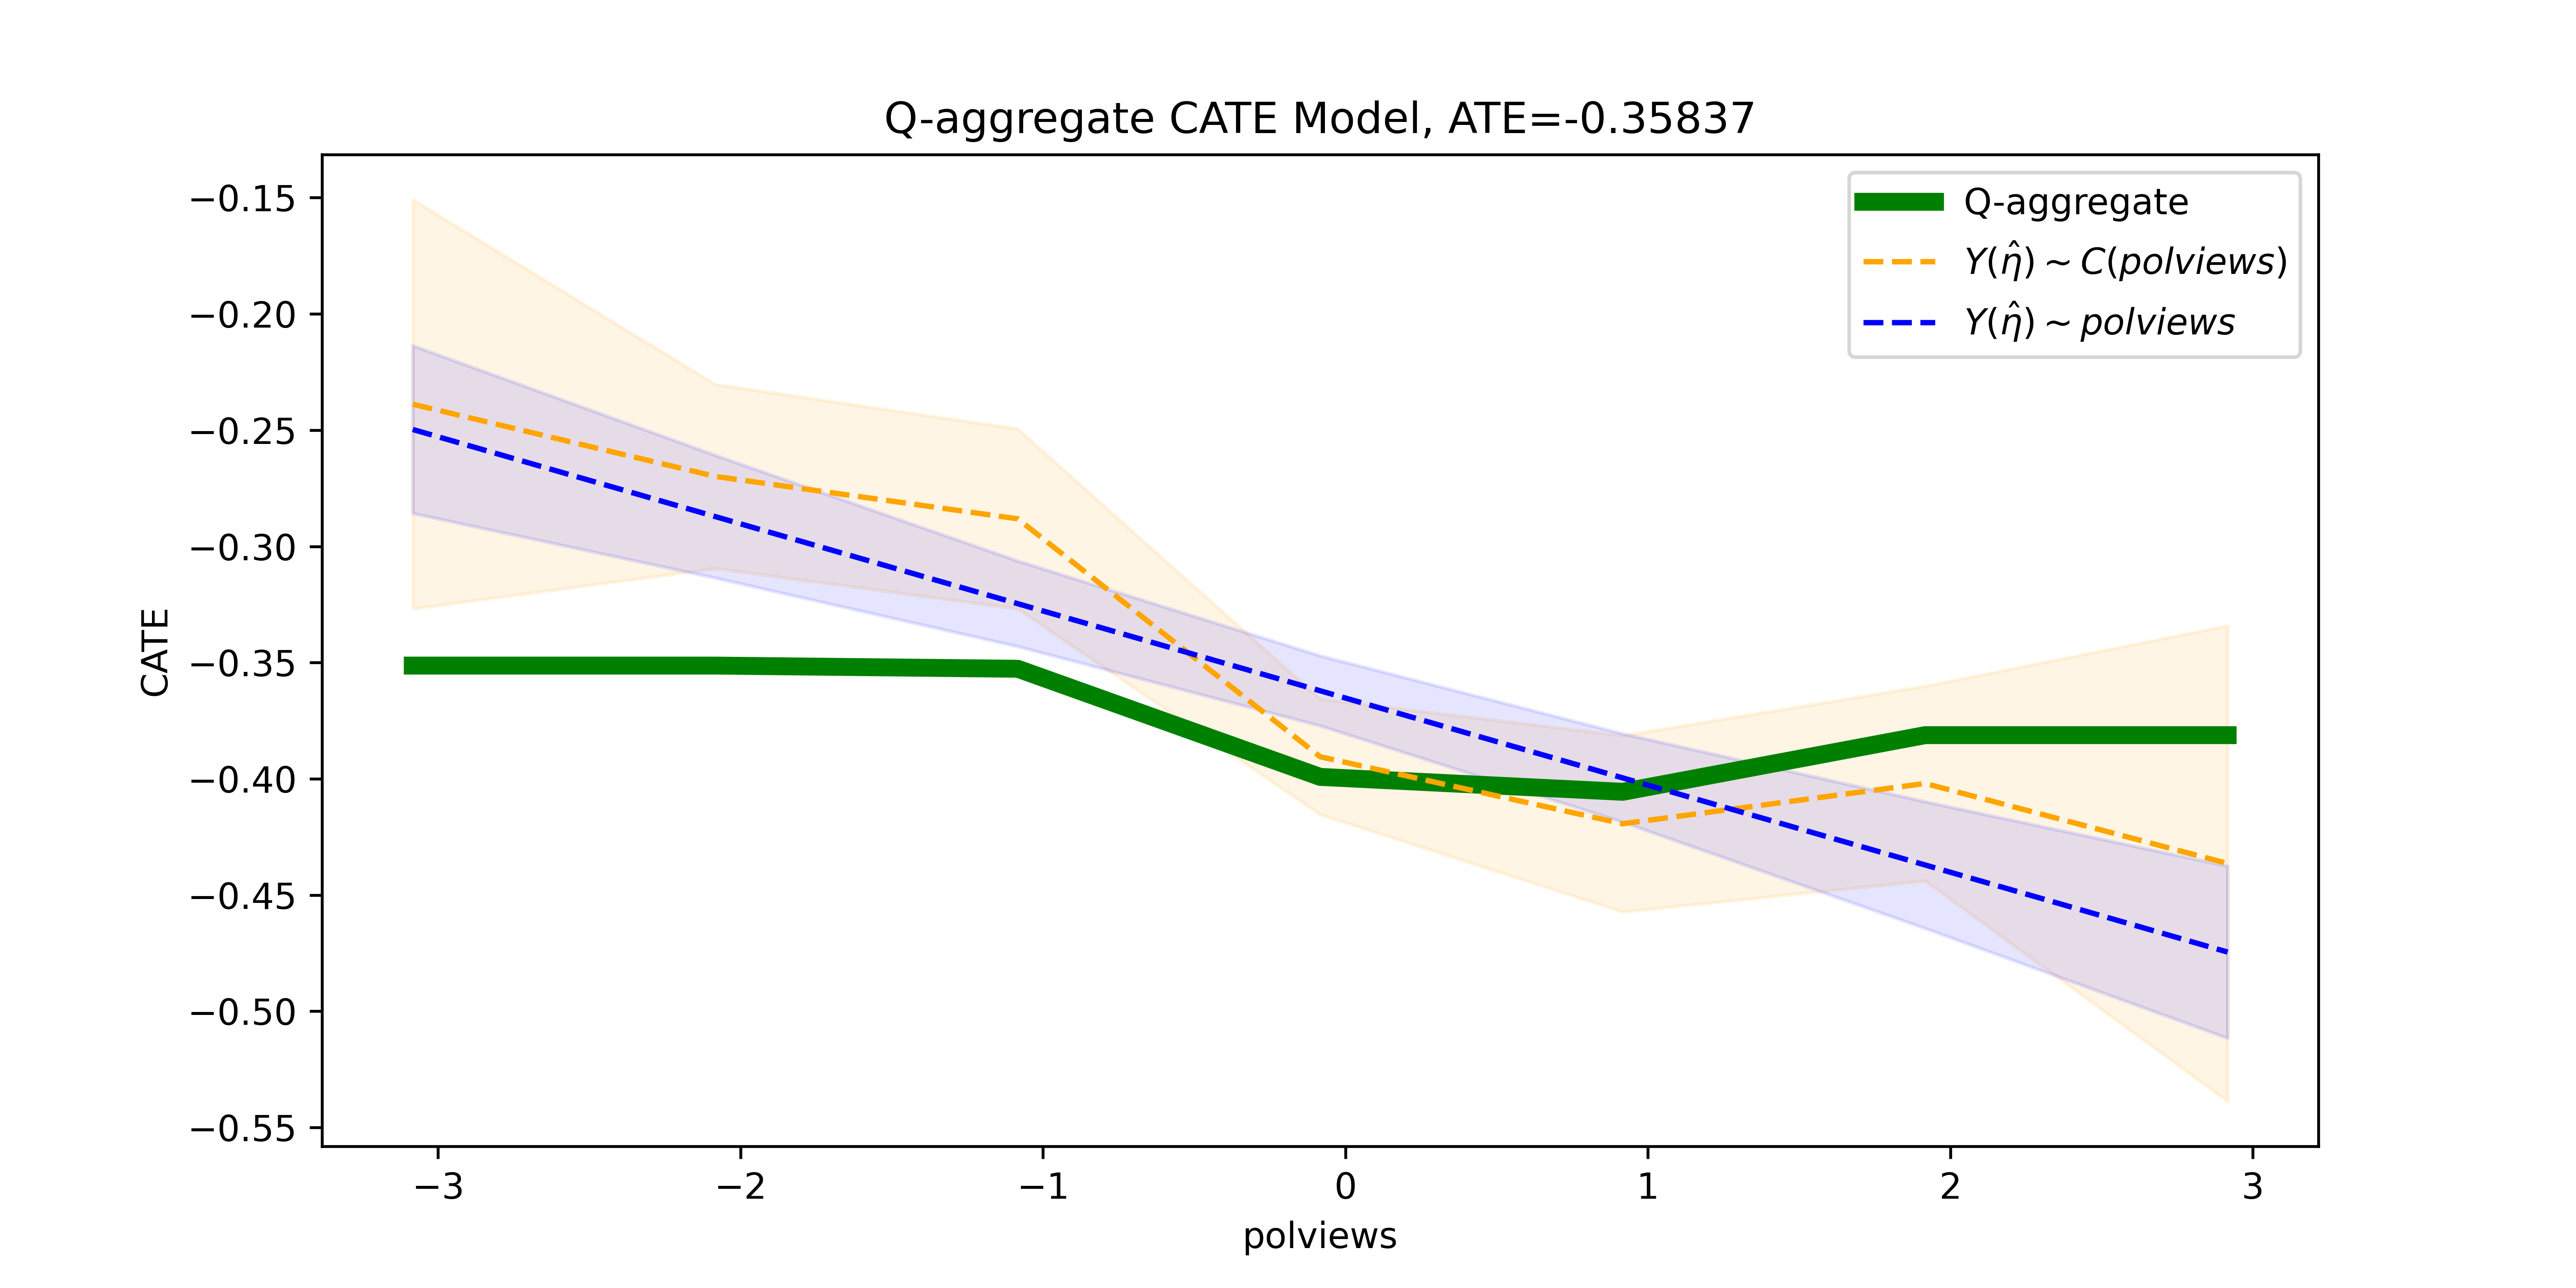 Q-aggregate CATE Model, ATE=-0.35837
Q-aggregate
Y(η̂) ~ C(polviews)
Y(η̂) ~ polviews
−0.15
−0.20
−0.25
−0.30
−0.35
−0.40
−0.45
−0.50
−0.55
CATE
−3 −2 −1 0 1 2 3
polviews